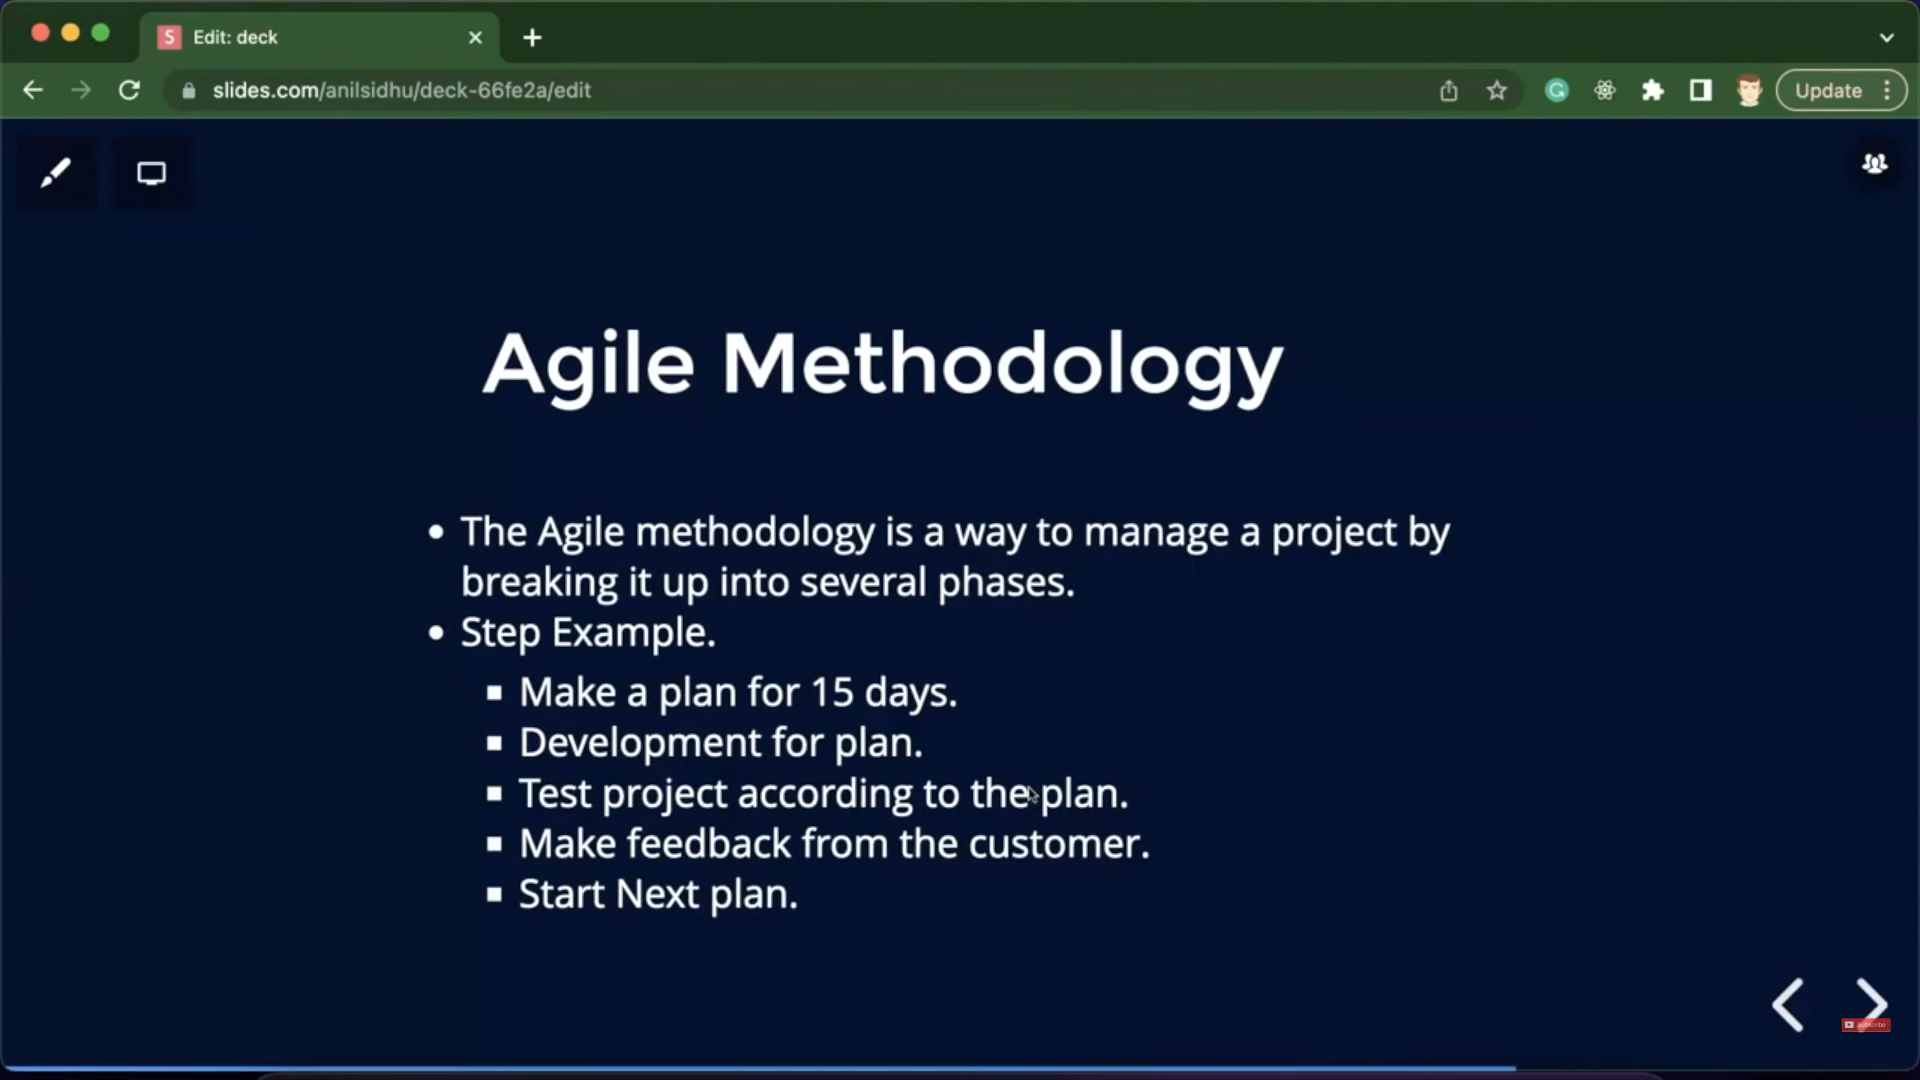 S Edit: deck
slides.com/anilsidhu/deck-66fe2a/edit
Update
Agile Methodology
• The Agile methodology is a way to manage a project by
breaking it up into several phases.
• Step Example.
▪ Make a plan for 15 days.
▪ Development for plan.
▪ Test project according to the plan.
▪ Make feedback from the customer.
▪ Start Next plan.
Subscribe